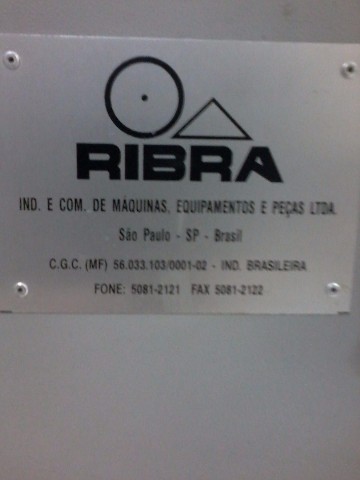 RIBRA
IND. E COM. DE MÁQUINAS, EQUIPAMENTOS E PEÇAS LTDA.
São Paulo - SP - Brasil
C.G.C. (MF) 56.033.103/0001-02 - IND. BRASILEIRA
FONE: 5081-2121 FAX 5081-2122